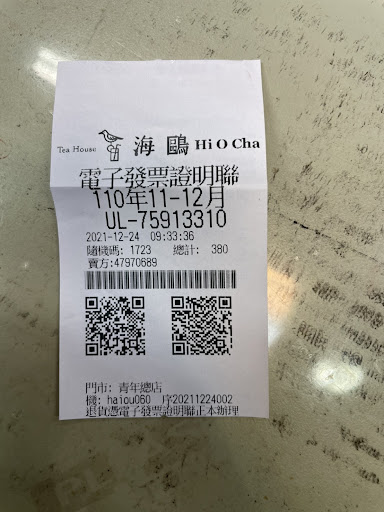 Tea House 海鷗 Hi O Cha
電子發票證明聯
110年11-12月
UL-75913310
2021-12-24 09:33:36
隨機碼: 1723 總計: 380
賣方:47970689
門市: 青年總店
機: haiou060 序20211224002
退貨憑電子發票證明聯正本辦理